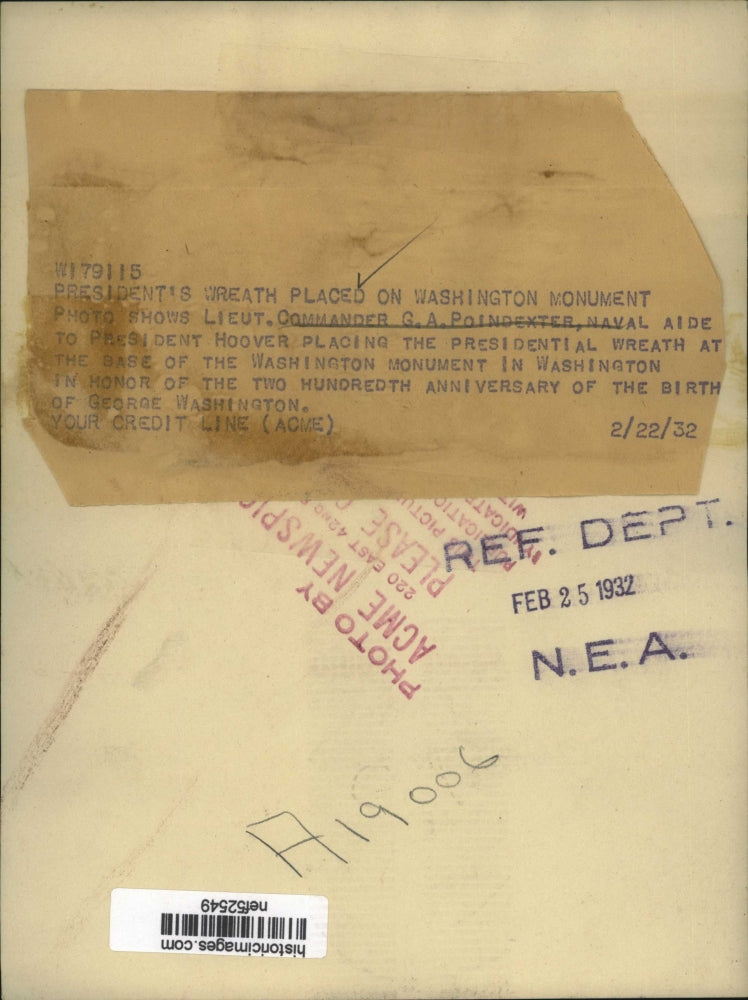 W179115
PRESIDENT'S WREATH PLACED ON WASHINGTON MONUMENT
PHOTO SHOWS LIEUT. COMMANDER G.A. POINDEXTER, NAVAL AIDE
TO PRESIDENT HOOVER PLACING THE PRESIDENTIAL WREATH AT
THE BASE OF THE WASHINGTON MONUMENT IN WASHINGTON
IN HONOR OF THE TWO HUNDREDTH ANNIVERSARY OF THE BIRTH
OF GEORGE WASHINGTON.
YOUR CREDIT LINE (ACME) 2/22/32
PHOTO BY
ACME NEWSPIC
220 EAST 42ND
PLEASE
REF. DEPT.
FEB 25 1932
N.E.A.
A19006
historicimages.com
nef52549